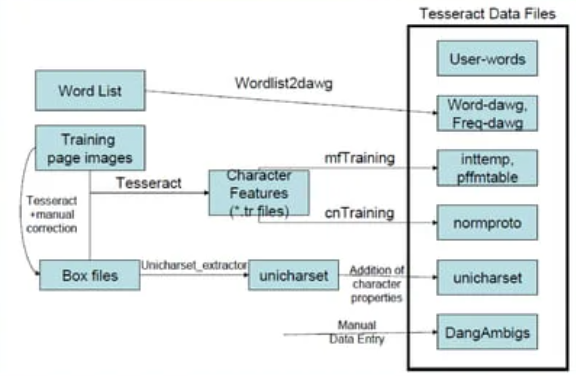 Tesseract Data Files
User-words
Word List
Wordlist2dawg
Word-dawg,
Freq-dawg
Training
page images
mfTraining
inttemp,
pffmtable
Tesseract
Character
Features
(*.tr files)
Tesseract
+manual
correction
cnTraining
normproto
Box files
Unicharset_extractor
unicharset
Addition of
character
properties
unicharset
Manual
Data Entry
DangAmbigs